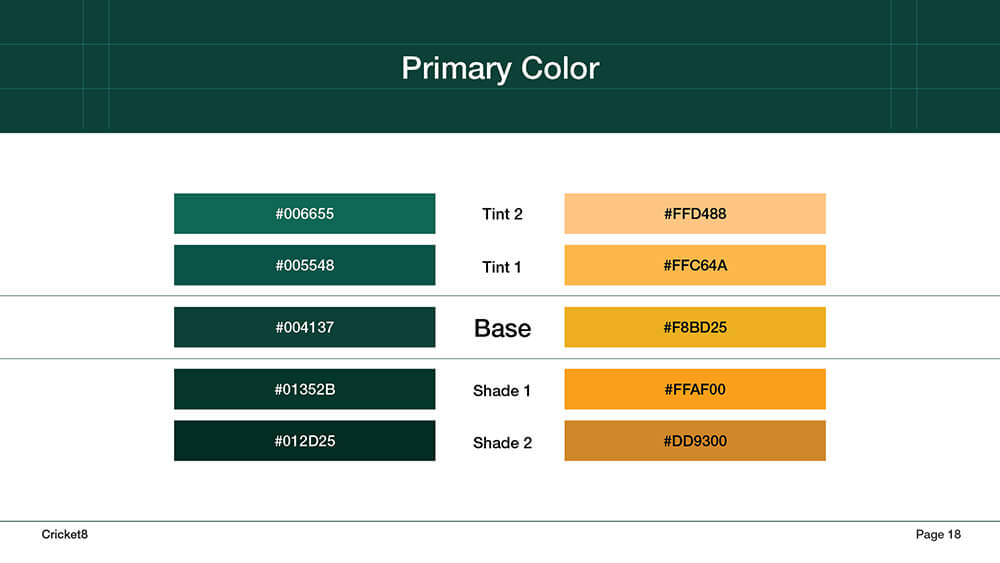 Primary Color
#006655 Tint 2 #FFD488
#005548 Tint 1 #FFC64A
#004137 Base #F8BD25
#01352B Shade 1 #FFAF00
#012D25 Shade 2 #DD9300
Cricket8 Page 18